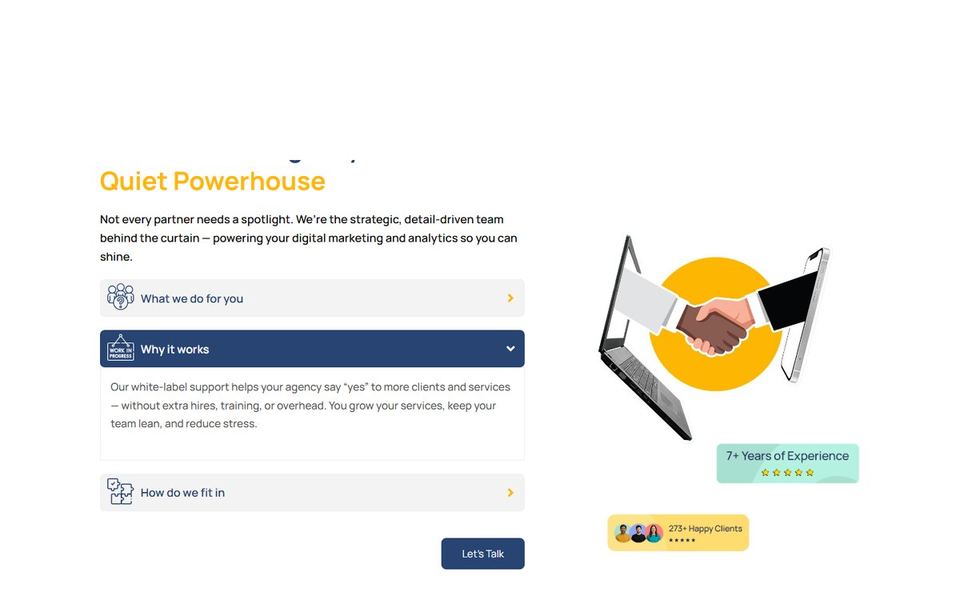 Quiet Powerhouse
Not every partner needs a spotlight. We're the strategic, detail-driven team
behind the curtain — powering your digital marketing and analytics so you can
shine.
What we do for you
WORK IN
PROGRESS
Why it works
Our white-label support helps your agency say “yes” to more clients and services
— without extra hires, training, or overhead. You grow your services, keep your
team lean, and reduce stress.
How do we fit in
Let's Talk
7+ Years of Experience
273+ Happy Clients